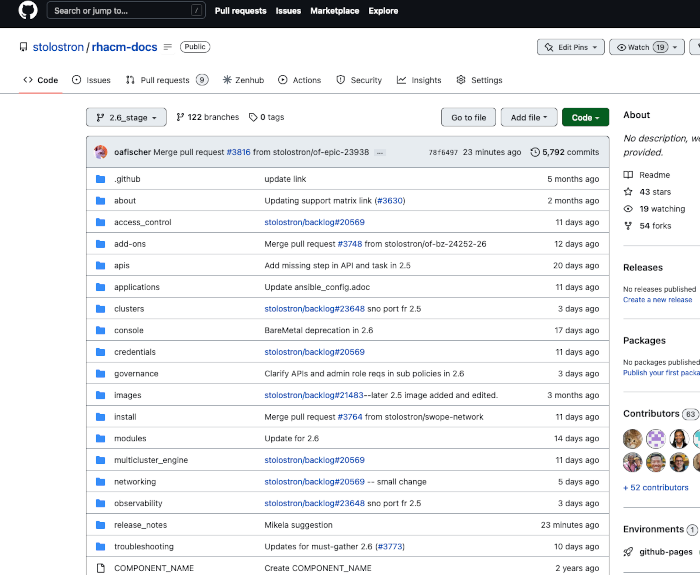 Search or jump to... / Pull requests Issues Marketplace Explore
stolostron / rhacm-docs Public Edit Pins Watch 19
Code Issues Pull requests 9 Zenhub Actions Security Insights Settings
2.6_stage 122 branches 0 tags Go to file Add file Code
oafischer Merge pull request #3816 from stolostron/of-epic-23938 ... 78f6497 23 minutes ago 5,792 commits
.github update link 5 months ago
about Updating support matrix link (#3630) 2 months ago
access_control stolostron/backlog#20569 11 days ago
add-ons Merge pull request #3748 from stolostron/of-bz-24252-26 12 days ago
apis Add missing step in API and task in 2.5 20 days ago
applications Update ansible_config.adoc 11 days ago
clusters stolostron/backlog#23648 sno port fr 2.5 3 days ago
console BareMetal deprecation in 2.6 17 days ago
credentials stolostron/backlog#20569 11 days ago
governance Clarify APIs and admin role reqs in sub policies in 2.6 3 days ago
images stolostron/backlog#21483--later 2.5 image added and edited. 3 months ago
install Merge pull request #3764 from stolostron/swope-network 11 days ago
modules Update for 2.6 14 days ago
multicluster_engine stolostron/backlog#20569 11 days ago
networking stolostron/backlog#20569 -- small change 5 days ago
observability stolostron/backlog#23648 sno port fr 2.5 3 days ago
release_notes Mikela suggestion 23 minutes ago
troubleshooting Updates for must-gather 2.6 (#3773) 10 days ago
COMPONENT_NAME Create COMPONENT_NAME 2 years ago
About
No description, we
provided.
Readme
43 stars
19 watching
54 forks
Releases
No releases published
Create a new release
Packages
No packages published
Publish your first packa
Contributors 63
+ 52 contributors
Environments 1
github-pages